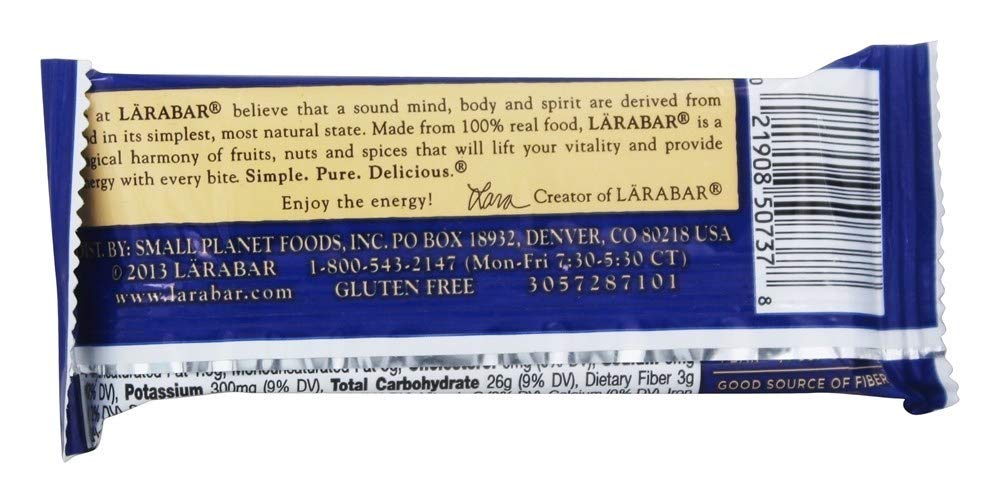 at LÄRABAR® believe that a sound mind, body and spirit are derived from
in its simplest, most natural state. Made from 100% real food, LÄRABAR® is a
gical harmony of fruits, nuts and spices that will lift your vitality and provide
ergy with every bite. Simple. Pure. Delicious.®
Enjoy the energy! Lara Creator of LÄRABAR®
IST. BY: SMALL PLANET FOODS, INC. PO BOX 18932, DENVER, CO 80218 USA
© 2013 LÄRABAR 1-800-543-2147 (Mon-Fri 7:30-5:30 CT)
www.larabar.com GLUTEN FREE 3057287101
0 21908 50737 8
DV), Potassium 300mg (9% DV), Total Carbohydrate 26g (9% DV), Dietary Fiber 3g
GOOD SOURCE OF FIBER